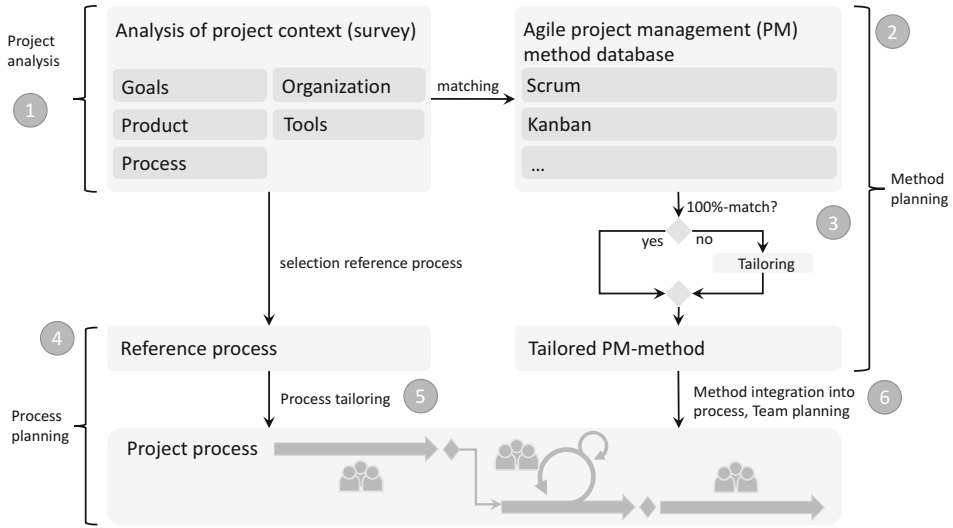 Project
analysis
1
Analysis of project context (survey)
Goals
Organization
Product
Tools
Process
matching
Agile project management (PM)
method database
Scrum
Kanban
...
2
Method
planning
100%-match?
yes
no
3
Tailoring
selection reference process
4
Reference process
Tailored PM-method
Process
planning
Process tailoring
5
Method integration into
process, Team planning
6
Project process